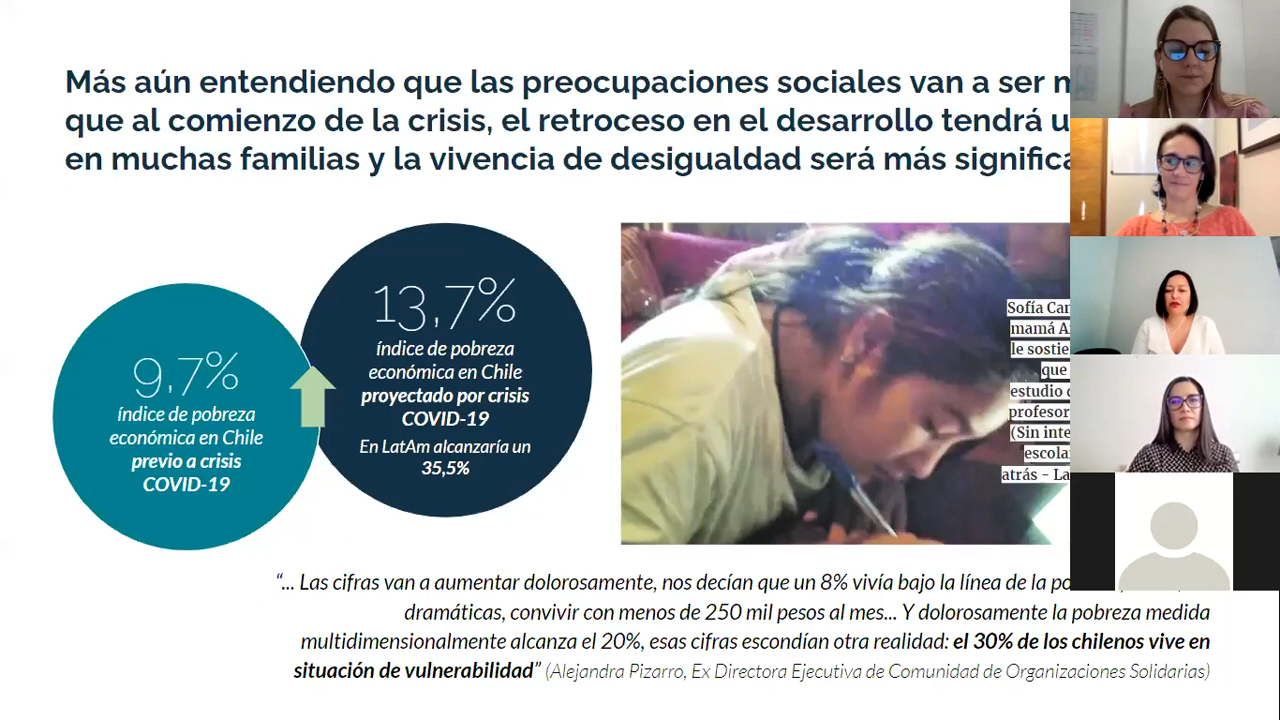 Más aún entendiendo que las preocupaciones sociales van a ser
que al comienzo de la crisis, el retroceso en el desarrollo tendrá
en muchas familias y la vivencia de desigualdad será más
9,7%
índice de pobreza
económica en Chile
previo a crisis
COVID-19
13,7%
índice de pobreza
económica en Chile
proyectado por crisis
COVID-19
En LatAm alcanzaría un
35,5%
Sofía
mamá
le
que
estudio
(Sin
atrás -
“... Las cifras van a aumentar dolorosamente, nos decían que un 8% vivía bajo la línea de la
dramáticas, convivir con menos de 250 mil pesos al mes... Y dolorosamente la pobreza medida
multidimensionalmente alcanza el 20%, esas cifras escondían otra realidad: el 30% de los chilenos vive en
situación de vulnerabilidad” (Alejandra Pizarro, Ex Directora Ejecutiva de Comunidad de Organizaciones Solidarias)